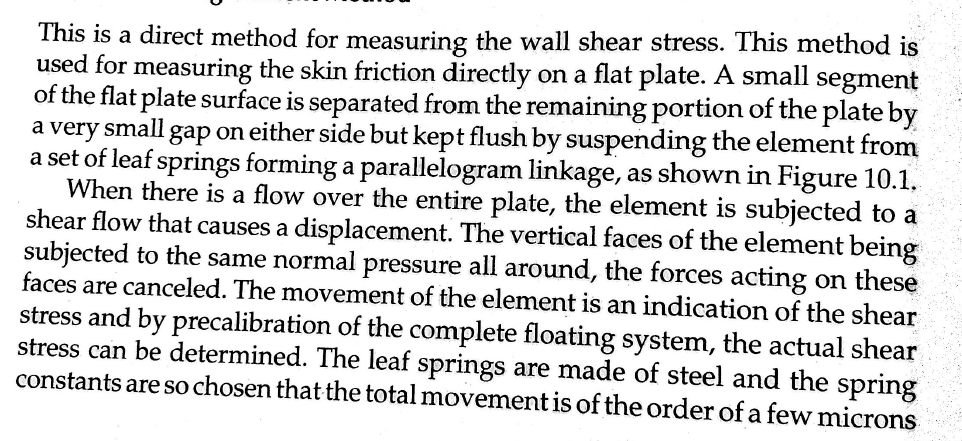 This is a direct method for measuring the wall shear stress. This method is
used for measuring the skin friction directly on a flat plate. A small segment
of the flat plate surface is separated from the remaining portion of the plate by
a very small gap on either side but kept flush by suspending the element from
a set of leaf springs forming a parallelogram linkage, as shown in Figure 10.1.
When there is a flow over the entire plate, the element is subjected to a
shear flow that causes a displacement. The vertical faces of the element being
subjected to the same normal pressure all around, the forces acting on these
faces are canceled. The movement of the element is an indication of the shear
stress and by precalibration of the complete floating system, the actual shear
stress can be determined. The leaf springs are made of steel and the spring
constants are so chosen that the total movement is of the order of a few microns